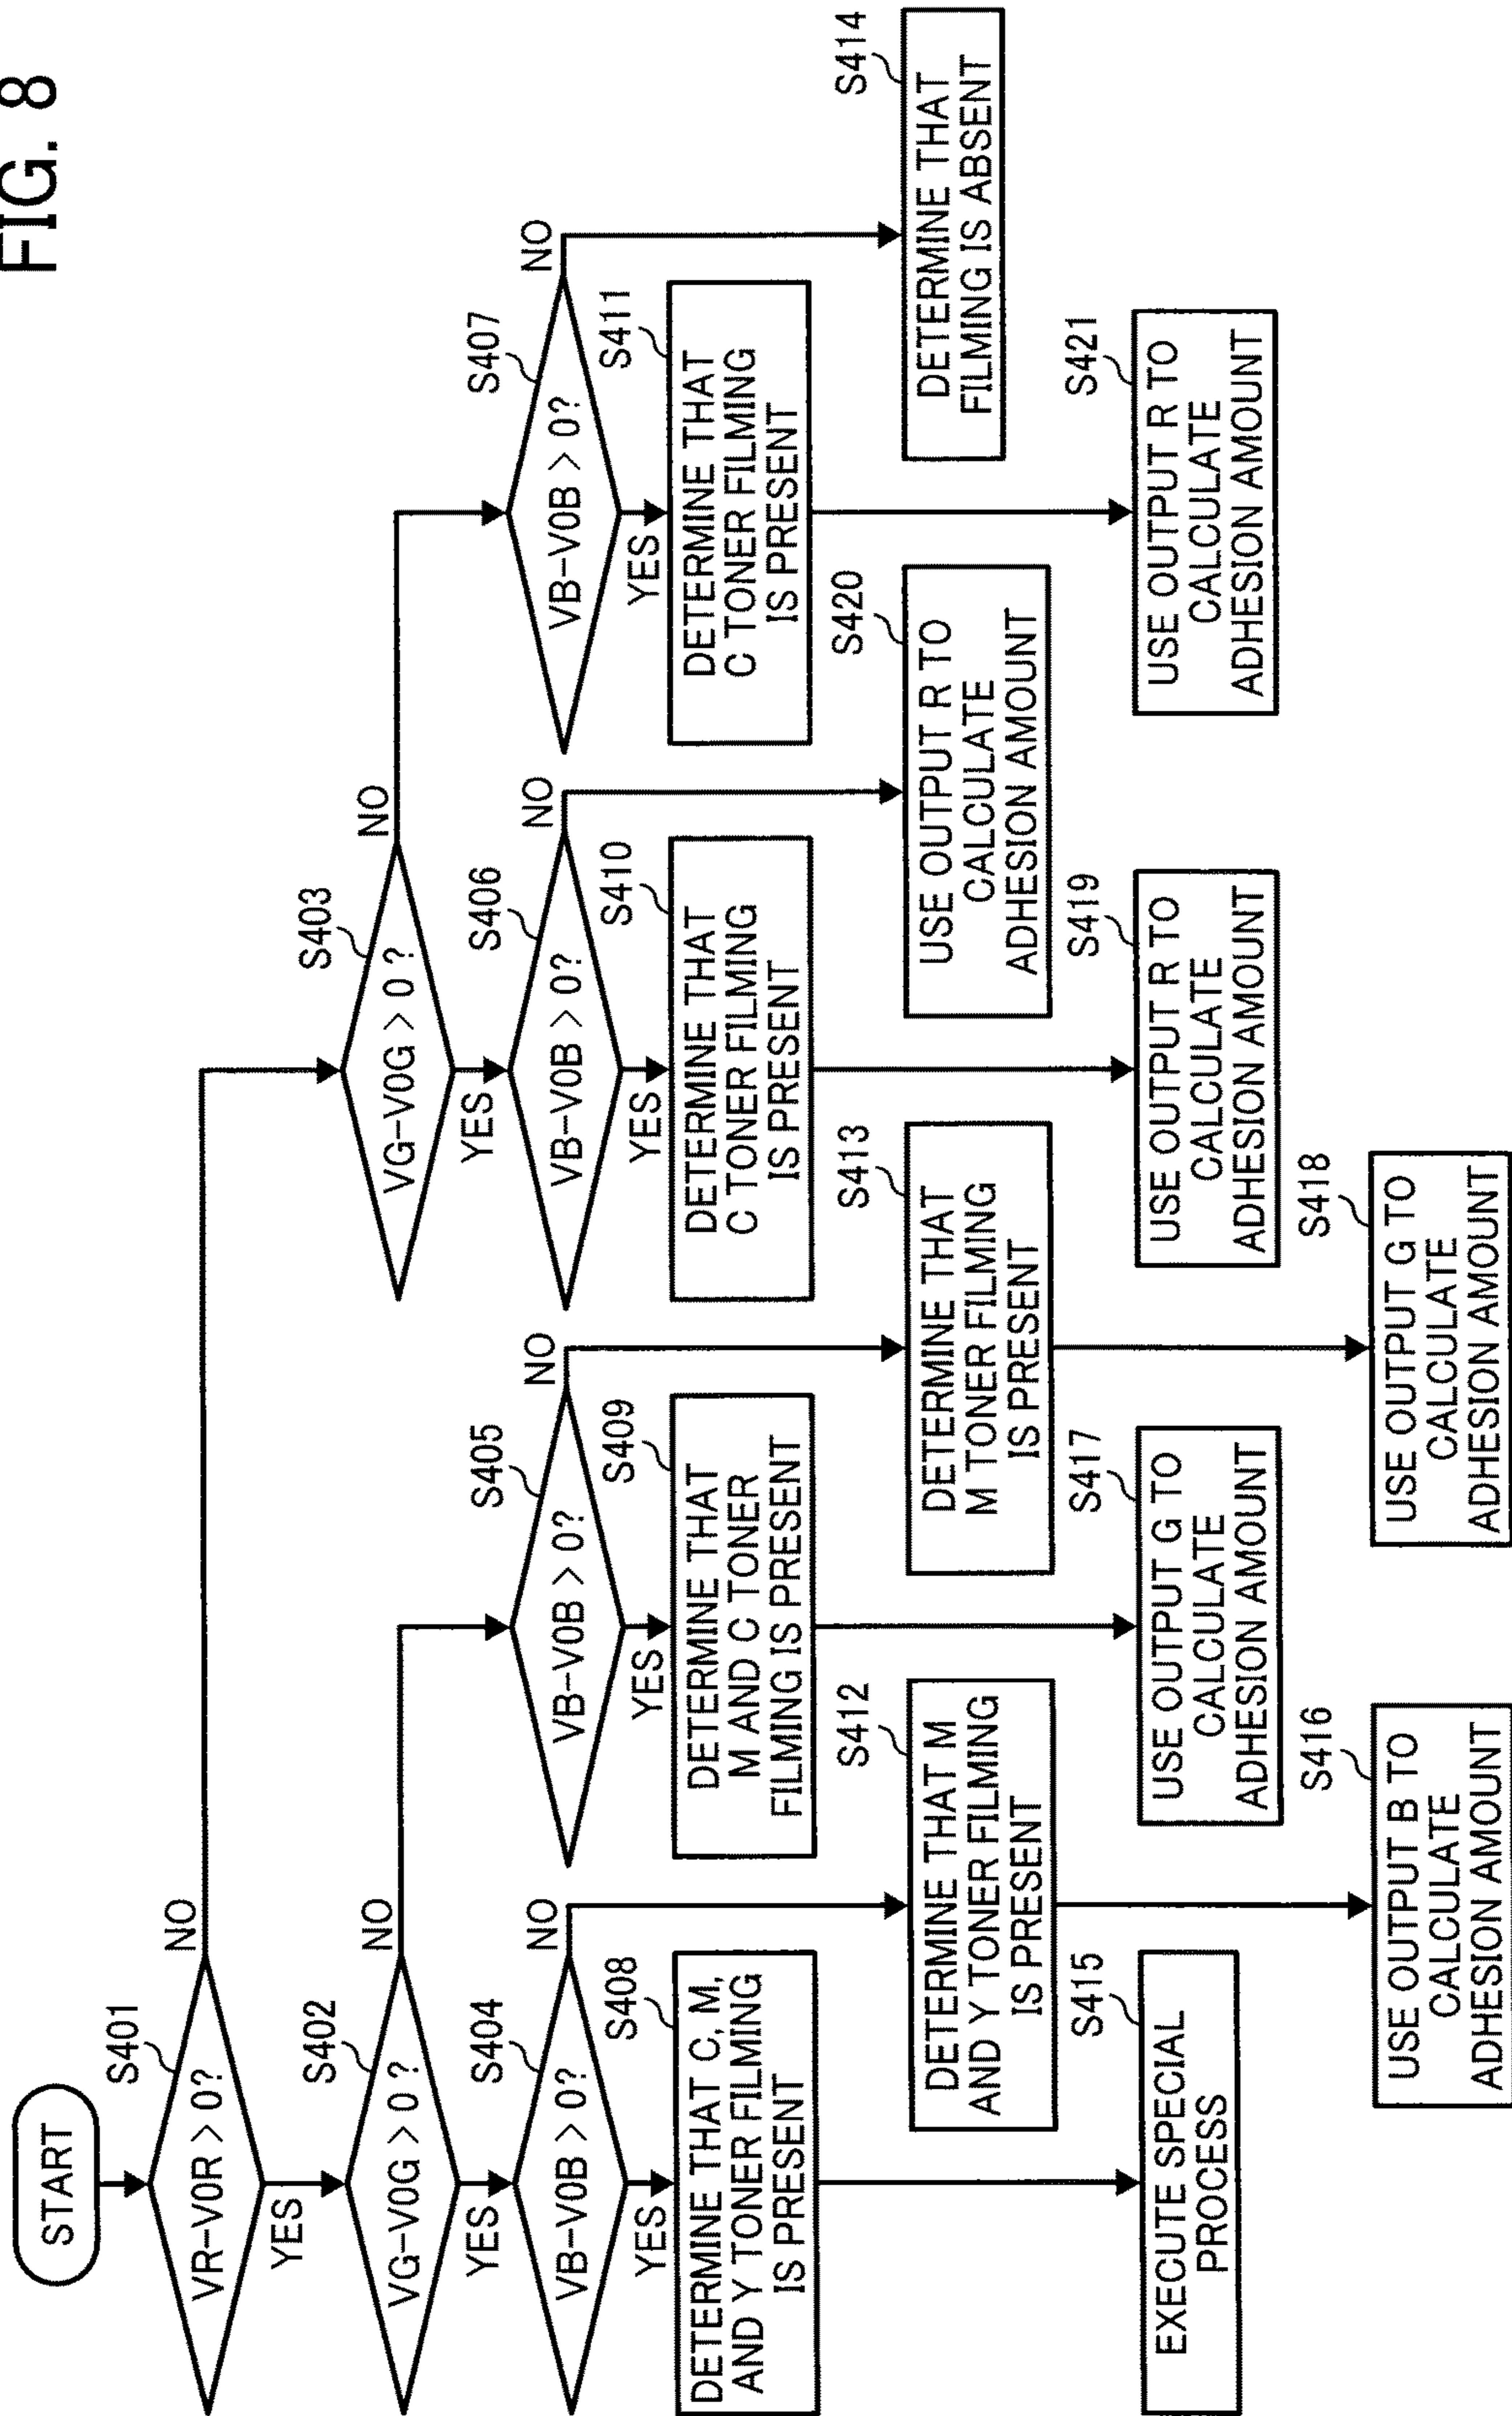 FIG. 8
START
S401
VR-V0R > 0?
NO
YES
S402
VG-V0G > 0 ?
NO
YES
S403
VG-V0G > 0 ?
NO
YES
S404
VB-V0B > 0?
NO
YES
S405
VB-V0B > 0?
NO
YES
S406
VB-V0B > 0?
NO
YES
S407
VB-V0B > 0?
NO
YES
S408
DETERMINE THAT C, M,
AND Y TONER FILMING
IS PRESENT
S409
DETERMINE THAT
M AND C TONER
FILMING IS PRESENT
S410
DETERMINE THAT
C TONER FILMING
IS PRESENT
S411
DETERMINE THAT
C TONER FILMING
IS PRESENT
S412
DETERMINE THAT M
AND Y TONER FILMING
IS PRESENT
S413
DETERMINE THAT
M TONER FILMING
IS PRESENT
S420
USE OUTPUT R TO
CALCULATE
ADHESION AMOUNT
S414
DETERMINE THAT
FILMING IS ABSENT
S415
EXECUTE SPECIAL
PROCESS
S417
USE OUTPUT G TO
CALCULATE
ADHESION AMOUNT
S419
USE OUTPUT R TO
CALCULATE
ADHESION AMOUNT
S421
USE OUTPUT R TO
CALCULATE
ADHESION AMOUNT
S416
USE OUTPUT B TO
CALCULATE
ADHESION AMOUNT
S418
USE OUTPUT G TO
CALCULATE
ADHESION AMOUNT